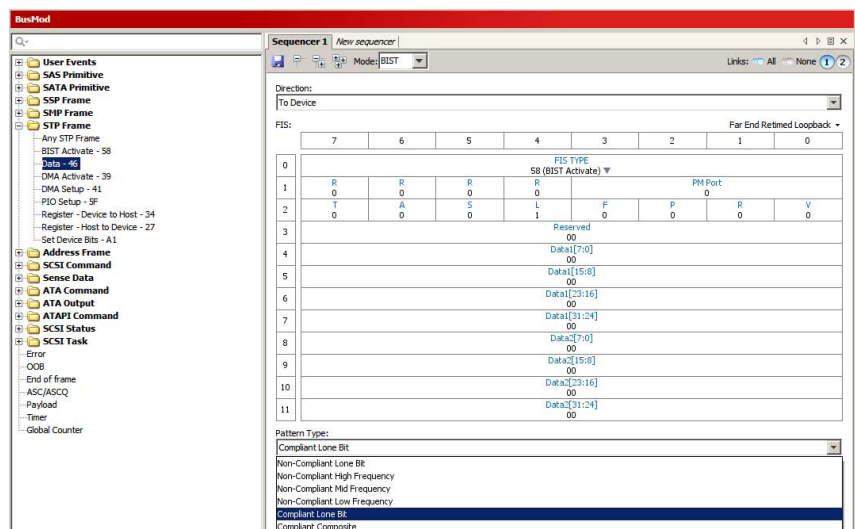 BusMod
Sequencer 1 New sequencer
Mode: BIST
Links: All None 1 2
User Events
SAS Primitive
SATA Primitive
SSP Frame
SMP Frame
STP Frame
Any STP Frame
BIST Activate - 58
Data - 46
DMA Activate - 39
DMA Setup - 41
PIO Setup - 5F
Register - Device to Host - 34
Register - Host to Device - 27
Set Device Bits - A1
Address Frame
SCSI Command
Sense Data
ATA Command
ATA Output
ATAPI Command
SCSI Status
SCSI Task
Error
OOB
End of frame
ASC/ASCQ
Payload
Timer
Global Counter
Direction:
To Device
FIS: Far End Retimed Loopback
7 6 5 4 3 2 1 0
0 FIS TYPE
58 (BIST Activate)
1 R R R R PM Port
0 0 0 0 0
2 T A S L F P R V
0 0 0 1 0 0 0 0
3 Reserved
00
4 Data1[7:0]
00
5 Data1[15:8]
00
6 Data1[23:16]
00
7 Data1[31:24]
00
8 Data2[7:0]
00
9 Data2[15:8]
00
10 Data2[23:16]
00
11 Data2[31:24]
00
Pattern Type:
Compliant Lone Bit
Non-Compliant Lone Bit
Non-Compliant High Frequency
Non-Compliant Mid Frequency
Non-Compliant Low Frequency
Compliant Lone Bit
Compliant Composite